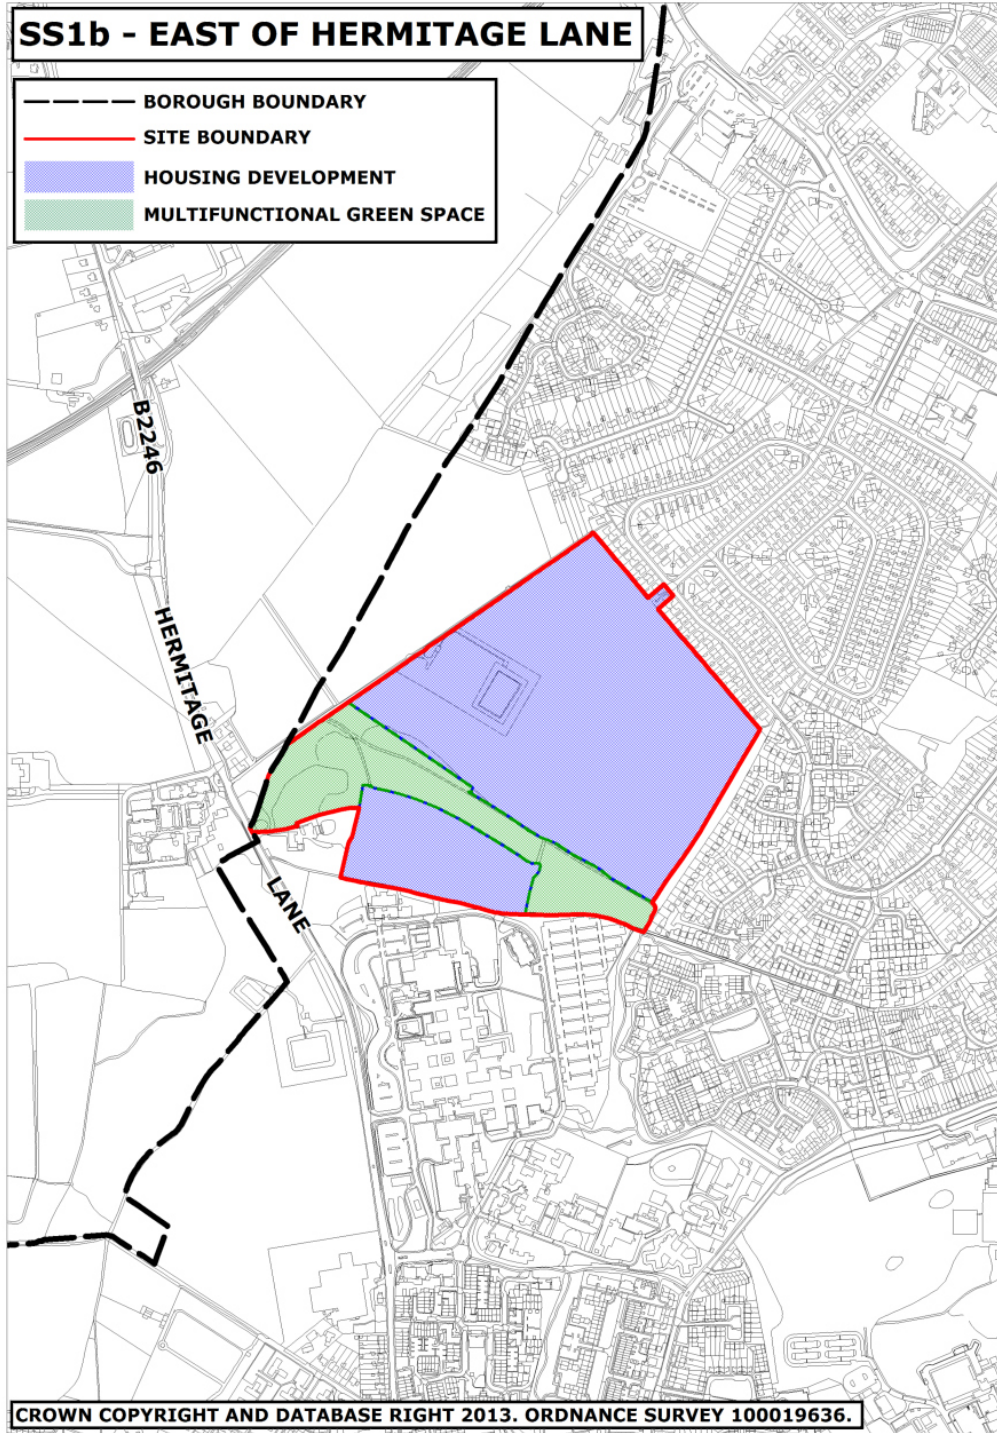 SS1b - EAST OF HERMITAGE LANE
BOROUGH BOUNDARY
SITE BOUNDARY
HOUSING DEVELOPMENT
MULTIFUNCTIONAL GREEN SPACE
B2246
HERMITAGE
LANE
CROWN COPYRIGHT AND DATABASE RIGHT 2013. ORDNANCE SURVEY 100019636.